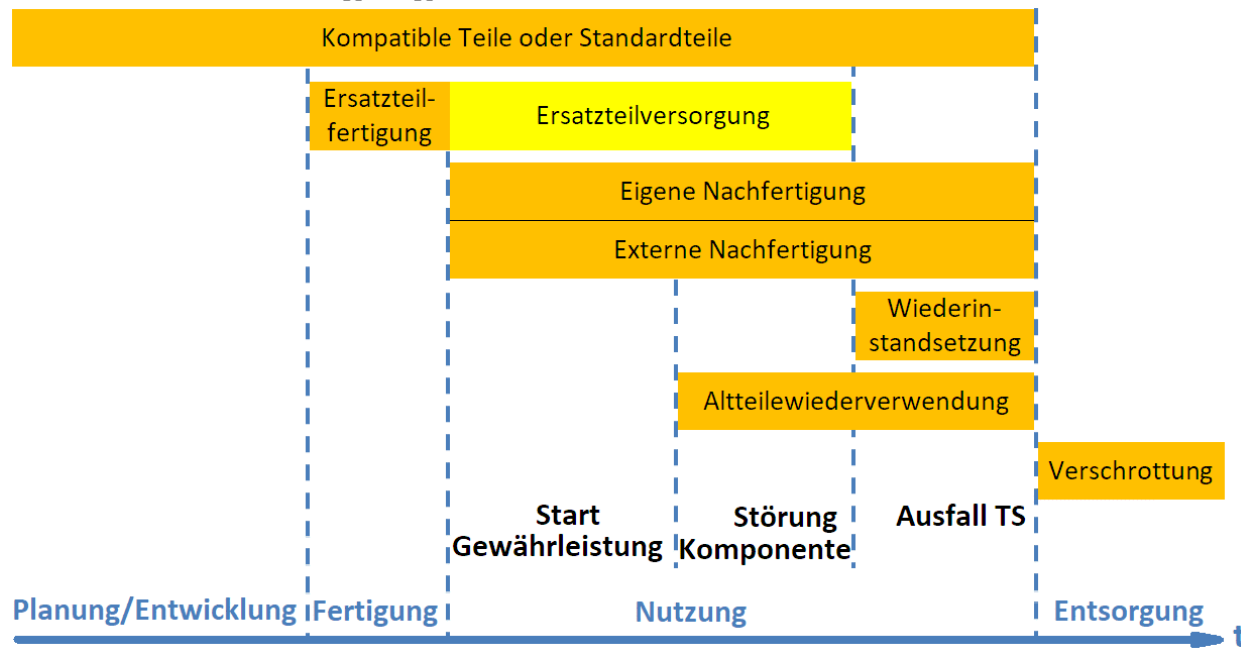 Kompatible Teile oder Standardteile
Ersatzteil-
fertigung
Ersatzteilversorgung
Eigene Nachfertigung
Externe Nachfertigung
Wiederin-
standsetzung
Altteilewiederverwendung
Verschrottung
Start
Gewährleistung
Störung
Komponente
Ausfall TS
Planung/Entwicklung
Fertigung
Nutzung
Entsorgung
t